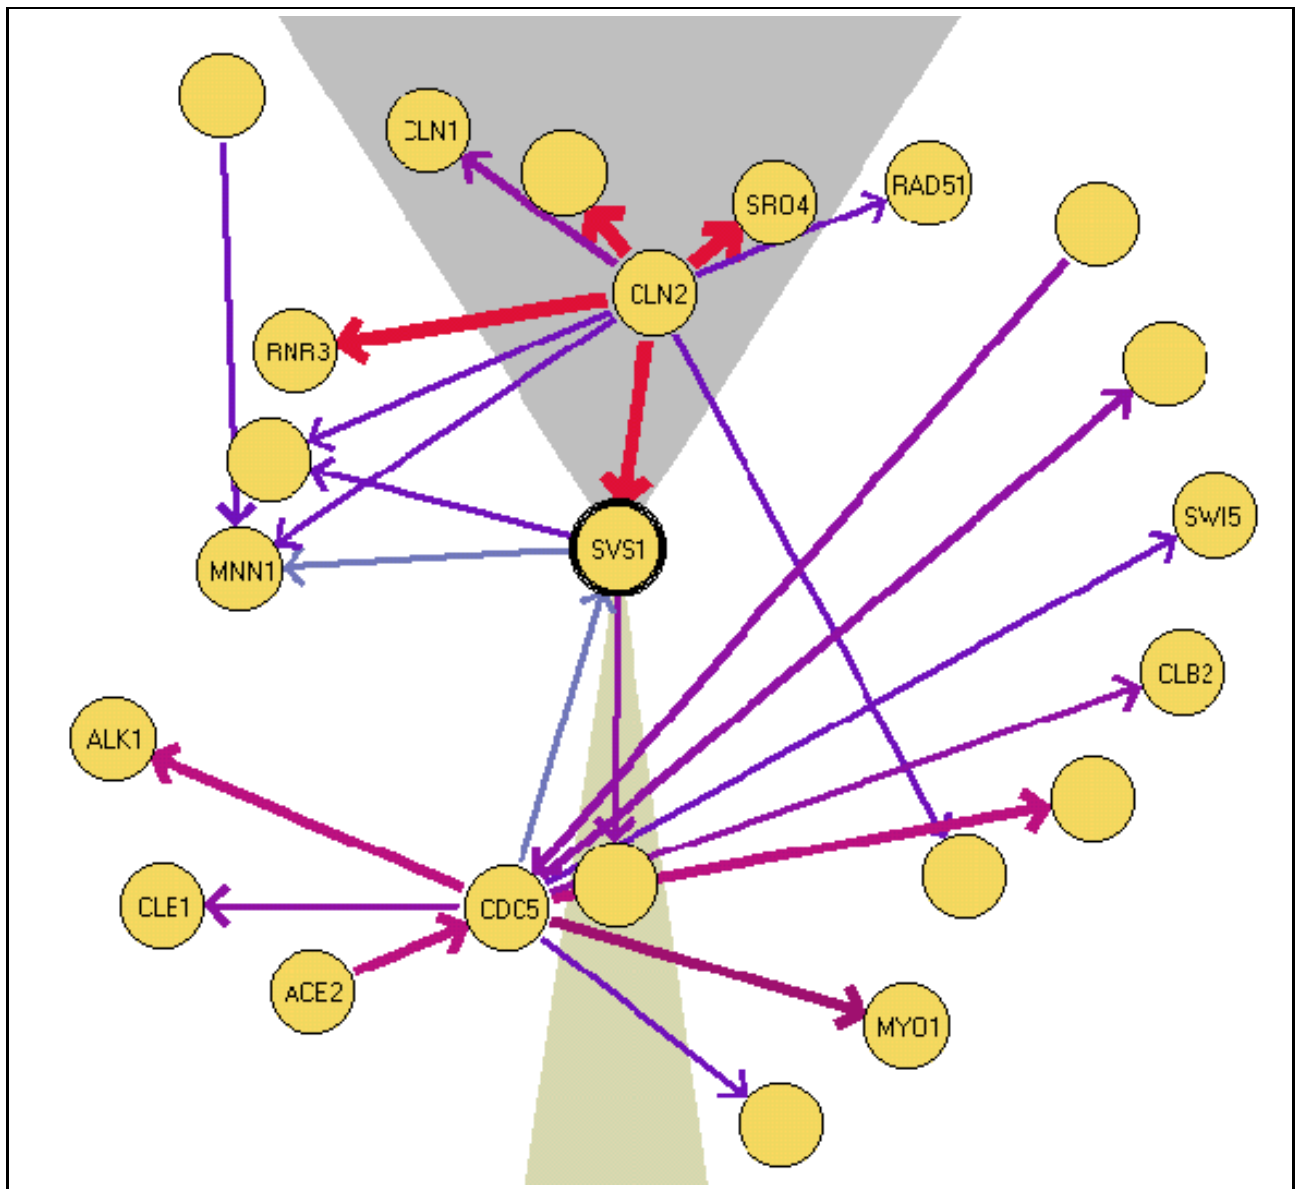 CLN1
RAD51
SRO4
CLN2
RNR3
SWI5
SVS1
MNN1
CLB2
ALK1
CLE1
CDC5
ACE2
MYO1